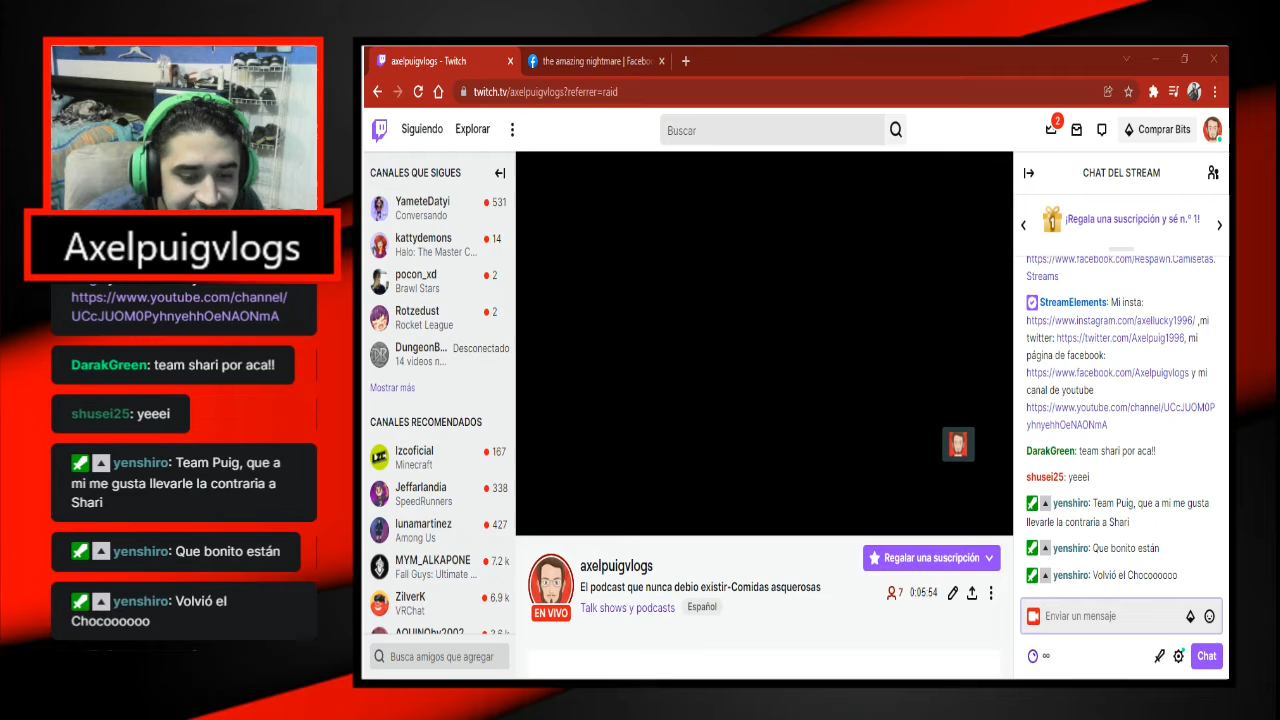 Axelpuigvlogs
https://www.youtube.com/channel/
UCcJUOM0PyhnyehhOeNAONmA
DarakGreen: team shari por aca!!
shusei25: yeeei
yenshiro: Team Puig, que a
mi me gusta llevarle la contraria a
Shari
yenshiro: Que bonito están
yenshiro: Volvió el
Chocoooooo
axelpuigvlogs - Twitch
the amazing nightmare | Facebo
twitch.tv/axelpuigvlogs?referrer=raid
Siguiendo
Explorar
Buscar
2
Comprar Bits
CANALES QUE SIGUES
YameteDatyi
531
Conversando
kattydemons
14
Halo: The Master C...
pocon_xd
2
Brawl Stars
Rotzedust
2
Rocket League
DungeonB...
Desconectado
14 videos n...
Mostrar más
CANALES RECOMENDADOS
Izcoficial
167
Minecraft
Jeffarlandia
338
SpeedRunners
lunamartinez
427
Among Us
MYM_ALKAPONE
7.2 k
Fall Guys: Ultimate ...
ZilverK
6.9 k
VRChat
AQUINOby2002
Busca amigos que agregar
EN VIVO
axelpuigvlogs
El podcast que nunca debio existir-Comidas asquerosas
Talk shows y podcasts
Español
Regalar una suscripción
7
0:05:54
CHAT DEL STREAM
1
¡Regala una suscripción y sé n.º 1!
https://www.facebook.com/Respawn.Camisetas.
Streams
StreamElements: Mi insta:
https://www.instagram.com/axellucky1996/ ,mi
twitter: https://twitter.com/Axelpuig1996, mi
página de facebook:
https://www.facebook.com/Axelpuigvlogs y mi
canal de youtube
https://www.youtube.com/channel/UCcJUOM0P
yhnyehhOeNAONmA
DarakGreen: team shari por aca!!
shusei25: yeeei
yenshiro: Team Puig, que a mi me gusta
llevarle la contraria a Shari
yenshiro: Que bonito están
yenshiro: Volvió el Chocoooooo
Enviar un mensaje
∞
Chat